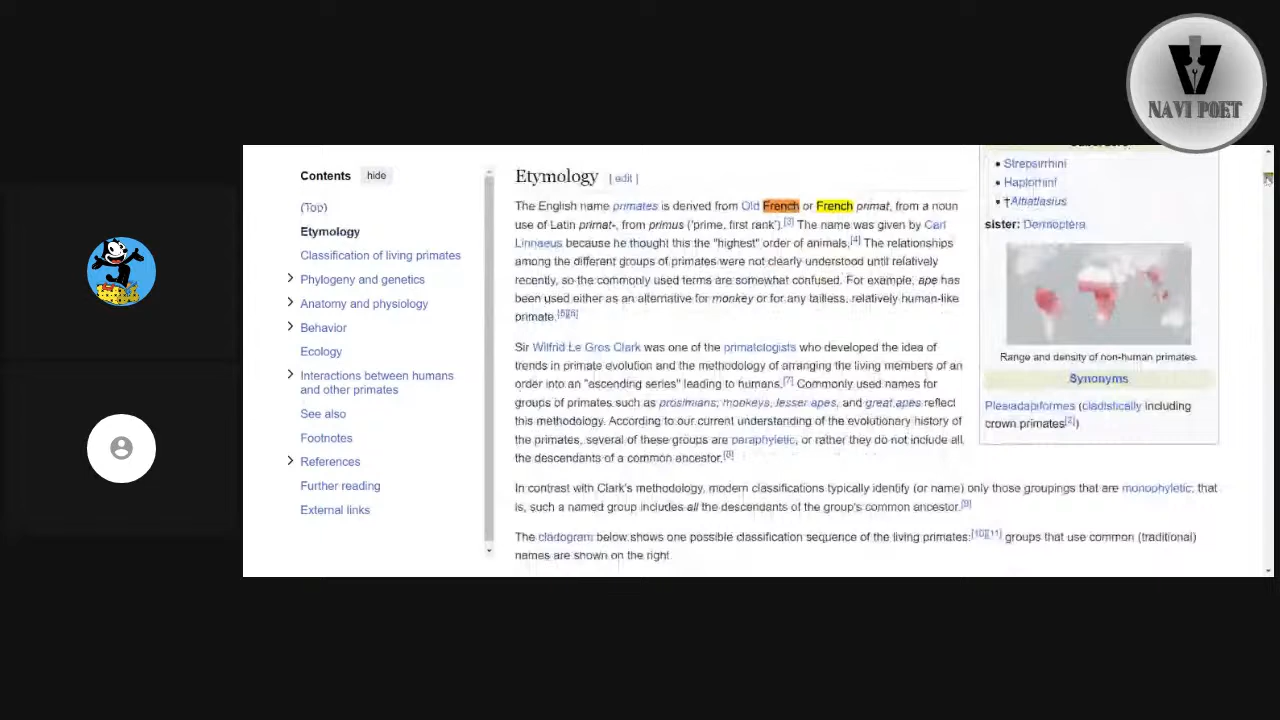 NAVI POET
Contents hide
(Top)
Etymology
Classification of living primates
Phylogeny and genetics
Anatomy and physiology
Behavior
Ecology
Interactions between humans
and other primates
See also
Footnotes
References
Further reading
External links
Etymology [ edit ]
The English name primates is derived from Old French or French primat, from a noun
use of Latin primat-, from primus ('prime, first rank').[3] The name was given by Carl
Linnaeus because he thought this the "highest" order of animals.[4] The relationships
among the different groups of primates were not clearly understood until relatively
recently, so the commonly used terms are somewhat confused. For example, ape has
been used either as an alternative for monkey or for any tailless, relatively human-like
primate.[5][6]
Sir Wilfrid Le Gros Clark was one of the primatologists who developed the idea of
trends in primate evolution and the methodology of arranging the living members of an
order into an "ascending series" leading to humans.[7] Commonly used names for
groups of primates such as prosimians, monkeys, lesser apes, and great apes reflect
this methodology. According to our current understanding of the evolutionary history of
the primates, several of these groups are paraphyletic, or rather they do not include all
the descendants of a common ancestor.[8]
In contrast with Clark's methodology, modern classifications typically identify (or name) only those groupings that are monophyletic; that
is, such a named group includes all the descendants of the group's common ancestor.[9]
The cladogram below shows one possible classification sequence of the living primates:[10][11] groups that use common (traditional)
names are shown on the right.
• Strepsirrhini
• Haplorhini
• †Altiatlasius
sister: Dermoptera
Range and density of non-human primates.
Synonyms
Plesiadapiformes (cladistically including
crown primates[2])